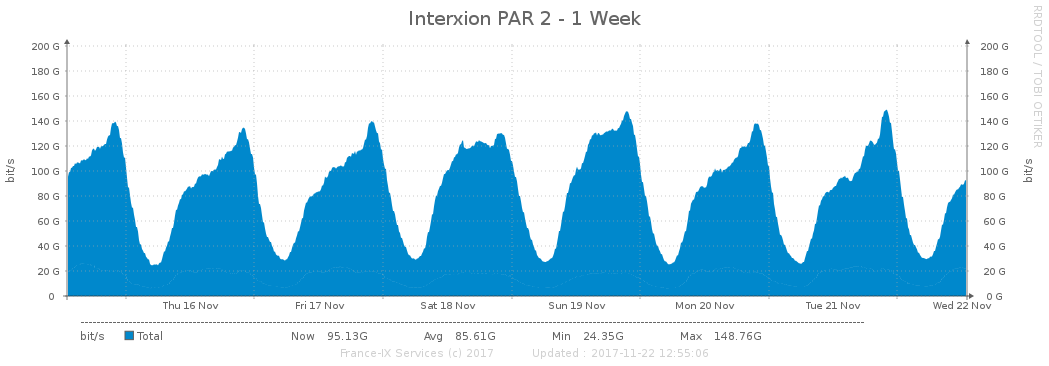 Interxion PAR 2 - 1 Week
RRDTOOL / TOBI OETIKER
bit/s
200 G 200 G
180 G 180 G
160 G 160 G
140 G 140 G
120 G 120 G
100 G 100 G
80 G 80 G
60 G 60 G
40 G 40 G
20 G 20 G
0 0 G
bit/s
Thu 16 Nov Fri 17 Nov Sat 18 Nov Sun 19 Nov Mon 20 Nov Tue 21 Nov Wed 22 Nov
bit/s Total Now 95.13G Avg 85.61G Min 24.35G Max 148.76G
France-IX Services (c) 2017 Updated : 2017-11-22 12:55:06